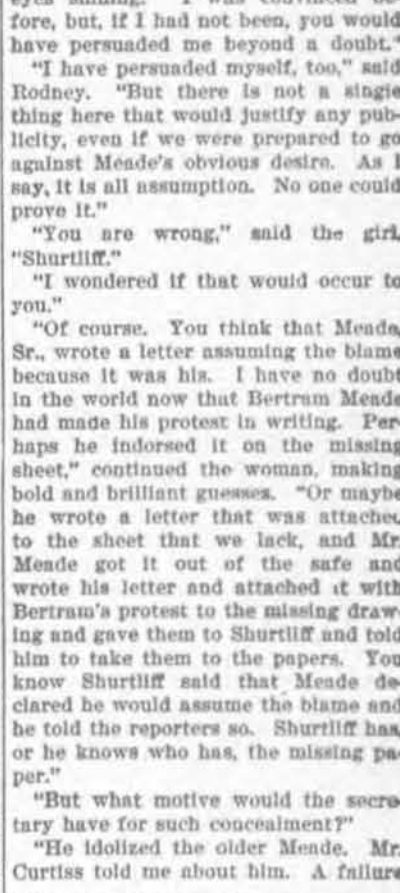 fore, but, if I had not been, you would
have persuaded me beyond a doubt."
"I have persuaded myself, too," said
Rodney. "But there is not a single
thing here that would justify any pub-
licity, even if we were prepared to go
against Meade's obvious desire. As I
say, it is all assumption. No one could
prove it."
"You are wrong," said the girl,
"Shurtliff."
"I wondered if that would occur to
you."
"Of course. You think that Meade,
Sr., wrote a letter assuming the blame
because it was his. I have no doubt
in the world now that Bertram Meade
had made his protest in writing. Per-
haps he indorsed it on the missing
sheet," continued the woman, making
bold and brilliant guesses. "Or maybe
he wrote a letter that was attached
to the sheet that we lack, and Mr.
Meade got it out of the safe and
wrote his letter and attached it with
Bertram's protest to the missing draw-
ing and gave them to Shurtliff and told
him to take them to the papers. You
know Shurtliff said that Meade de-
clared he would assume the blame and
he told the reporters so. Shurtliff has,
or he knows who has, the missing pa-
per."
"But what motive would the secre-
tary have for such concealment?"
"He idolized the older Meade. Mr.
Curtiss told me about him. A failure